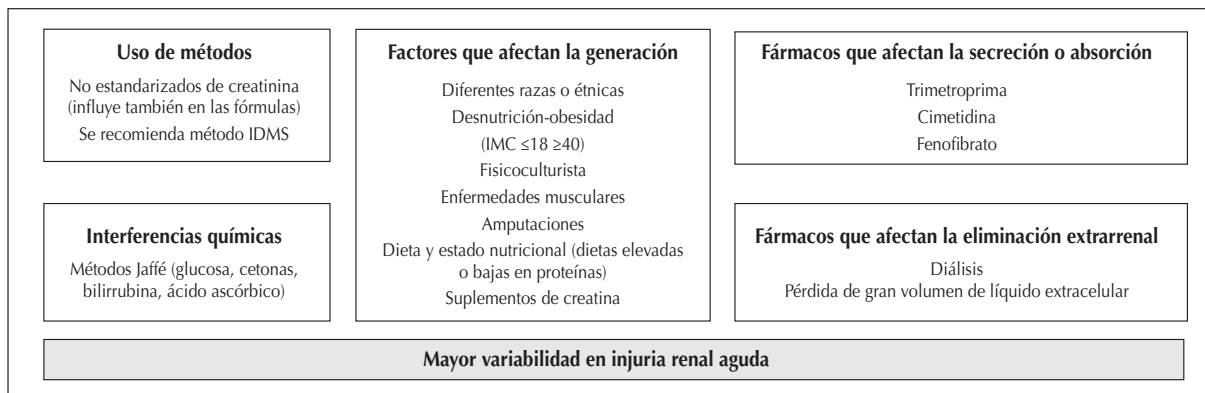 Uso de métodos
No estandarizados de creatinina
(influye también en las fórmulas)
Se recomienda método IDMS
Interferencias químicas
Métodos Jaffé (glucosa, cetonas,
bilirrubina, ácido ascórbico)
Factores que afectan la generación
Diferentes razas o étnicas
Desnutrición-obesidad
(IMC ≤18 ≥40)
Fisicoculturista
Enfermedades musculares
Amputaciones
Dieta y estado nutricional (dietas elevadas
o bajas en proteínas)
Suplementos de creatina
Fármacos que afectan la secreción o absorción
Trimetroprima
Cimetidina
Fenofibrato
Fármacos que afectan la eliminación extrarrenal
Diálisis
Pérdida de gran volumen de líquido extracelular
Mayor variabilidad en injuria renal aguda